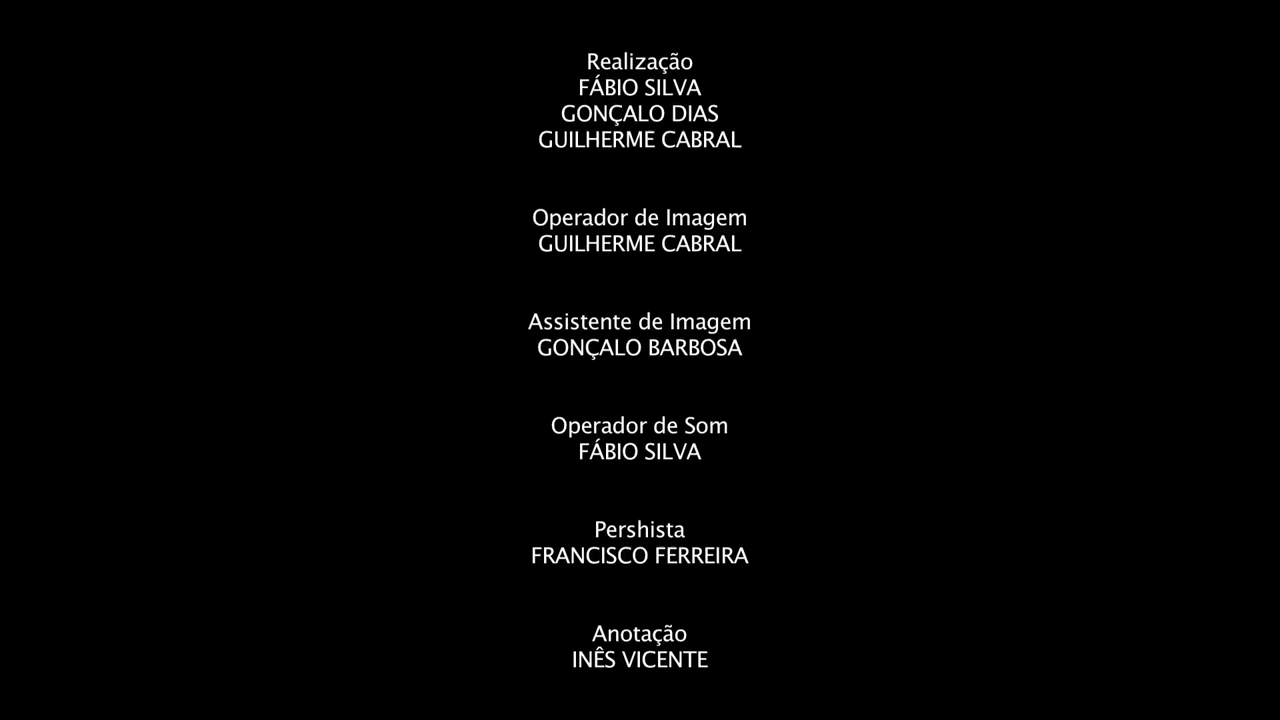 Realização
FÁBIO SILVA
GONÇALO DIAS
GUILHERME CABRAL
Operador de Imagem
GUILHERME CABRAL
Assistente de Imagem
GONÇALO BARBOSA
Operador de Som
FÁBIO SILVA
Pershista
FRANCISCO FERREIRA
Anotação
INÊS VICENTE